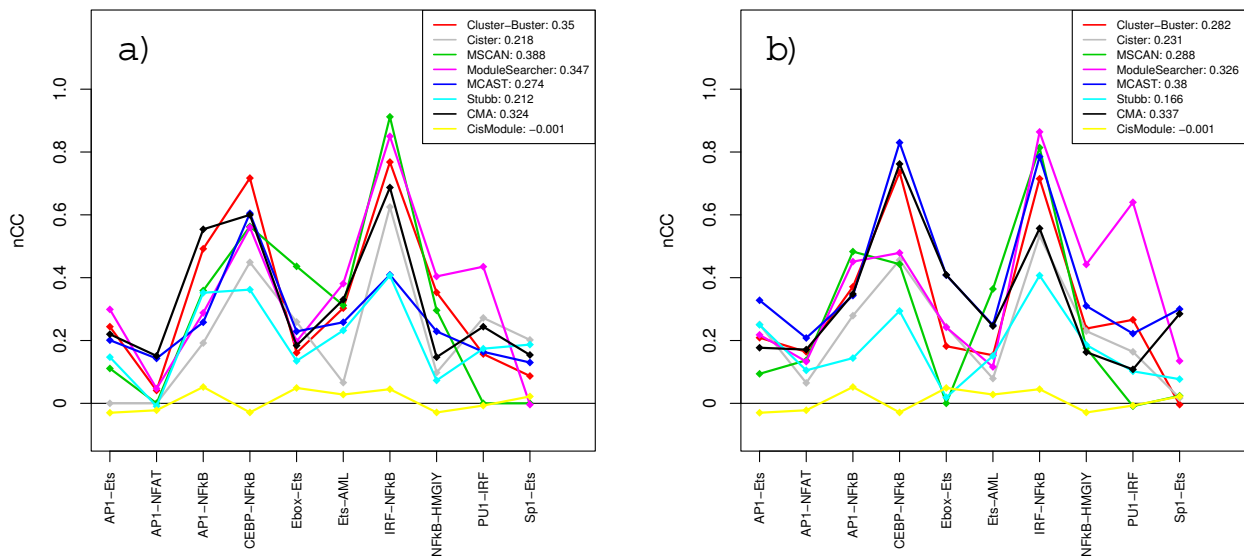 a)
Cluster−Buster: 0.35
Cister: 0.218
MSCAN: 0.388
ModuleSearcher: 0.347
MCAST: 0.274
Stubb: 0.212
CMA: 0.324
CisModule: −0.001
nCC
1.0
0.8
0.6
0.4
0.2
0
AP1−Ets
AP1−NFAT
AP1−NFkB
CEBP−NFkB
Ebox−Ets
Ets−AML
IRF−NFkB
NFkB−HMGIY
PU1−IRF
Sp1−Ets
b)
Cluster−Buster: 0.282
Cister: 0.231
MSCAN: 0.288
ModuleSearcher: 0.326
MCAST: 0.38
Stubb: 0.166
CMA: 0.337
CisModule: −0.001
nCC
1.0
0.8
0.6
0.4
0.2
0
AP1−Ets
AP1−NFAT
AP1−NFkB
CEBP−NFkB
Ebox−Ets
Ets−AML
IRF−NFkB
NFkB−HMGIY
PU1−IRF
Sp1−Ets